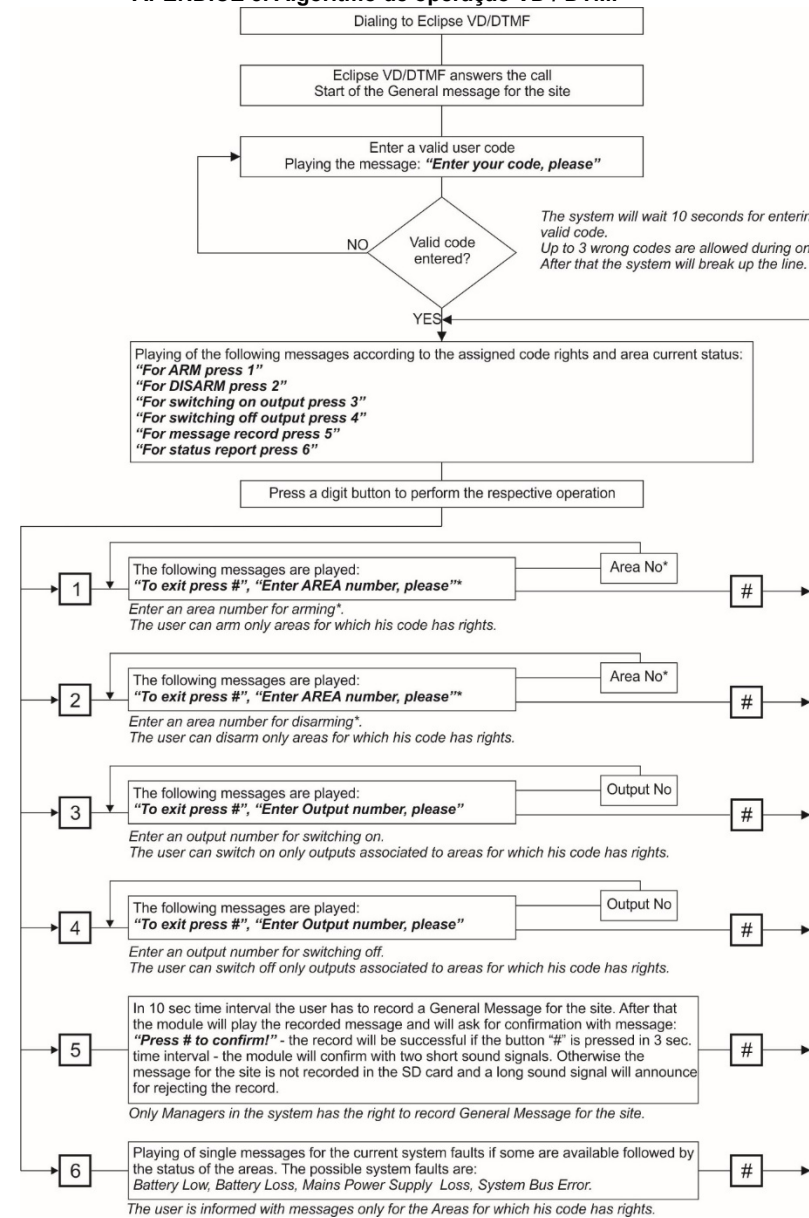 Dialing to Eclipse VD/DTMF
Eclipse VD/DTMF answers the call
Start of the General message for the site
Enter a valid user code
Playing the message: “Enter your code, please”
NO
Valid code
entered?
The system will wait 10 seconds for
valid code.
Up to 3 wrong codes are allowed during
After that the system will break up the line.
YES
Playing of the following messages according to the assigned code rights and area current status:
“For ARM press 1”
“For DISARM press 2”
“For switching on output press 3”
“For switching off output press 4”
“For message record press 5”
“For status report press 6”
Press a digit button to perform the respective operation
1
The following messages are played:
“To exit press #”, “Enter AREA number, please”*
Area No*
#
Enter an area number for arming*.
The user can arm only areas for which his code has rights.
2
The following messages are played:
“To exit press #”, “Enter AREA number, please”*
Area No*
#
Enter an area number for disarming*.
The user can disarm only areas for which his code has rights.
3
The following messages are played:
“To exit press #”, “Enter Output number, please”
Output No
#
Enter an output number for switching on.
The user can switch on only outputs associated to areas for which his code has rights.
4
The following messages are played:
“To exit press #”, “Enter Output number, please”
Output No
#
Enter an output number for switching off.
The user can switch off only outputs associated to areas for which his code has rights.
5
In 10 sec time interval the user has to record a General Message for the site. After that
the module will play the recorded message and will ask for confirmation with message:
“Press # to confirm!” - the record will be successful if the button “#” is pressed in 3 sec.
time interval - the module will confirm with two short sound signals. Otherwise the
message for the site is not recorded in the SD card and a long sound signal will announce
for rejecting the record.
#
Only Managers in the system has the right to record General Message for the site.
6
Playing of single messages for the current system faults if some are available followed by
the status of the areas. The possible system faults are:
Battery Low, Battery Loss, Mains Power Supply Loss, System Bus Error.
#
The user is informed with messages only for the Areas for which his code has rights.